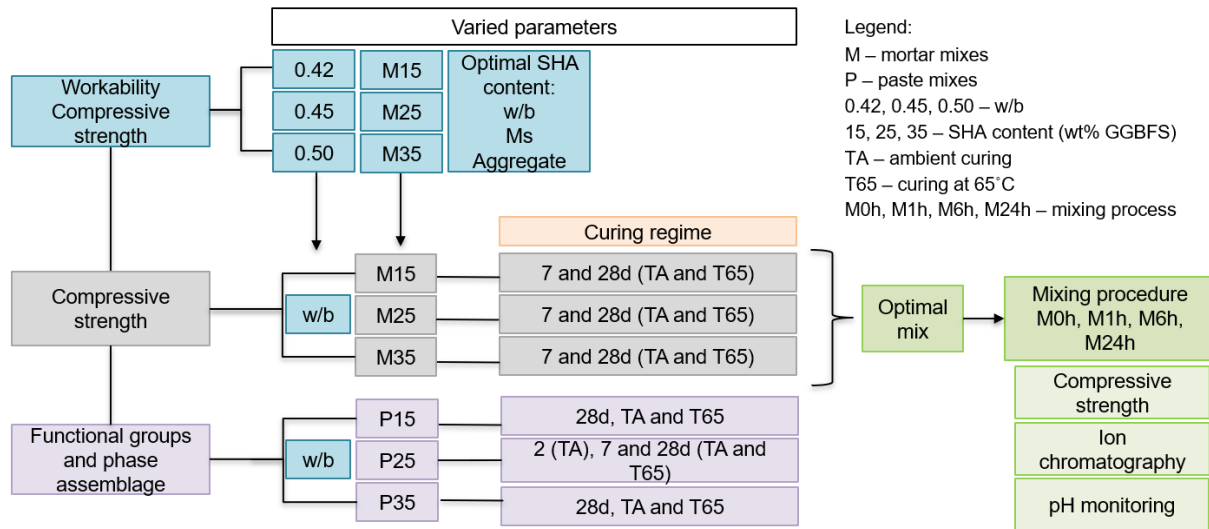 Varied parameters
Workability
Compressive
strength
0.42
M15
0.45
M25
0.50
M35
Optimal SHA
content:
w/b
Ms
Aggregate
Legend:
M – mortar mixes
P – paste mixes
0.42, 0.45, 0.50 – w/b
15, 25, 35 – SHA content (wt% GGBFS)
TA – ambient curing
T65 – curing at 65˚C
M0h, M1h, M6h, M24h – mixing process
Curing regime
Compressive
strength
w/b
M15
7 and 28d (TA and T65)
M25
7 and 28d (TA and T65)
M35
7 and 28d (TA and T65)
Optimal
mix
Mixing procedure
M0h, M1h, M6h,
M24h
Compressive
strength
Ion
chromatography
pH monitoring
Functional groups
and phase
assemblage
w/b
P15
28d, TA and T65
P25
2 (TA), 7 and 28d (TA and
T65)
P35
28d, TA and T65